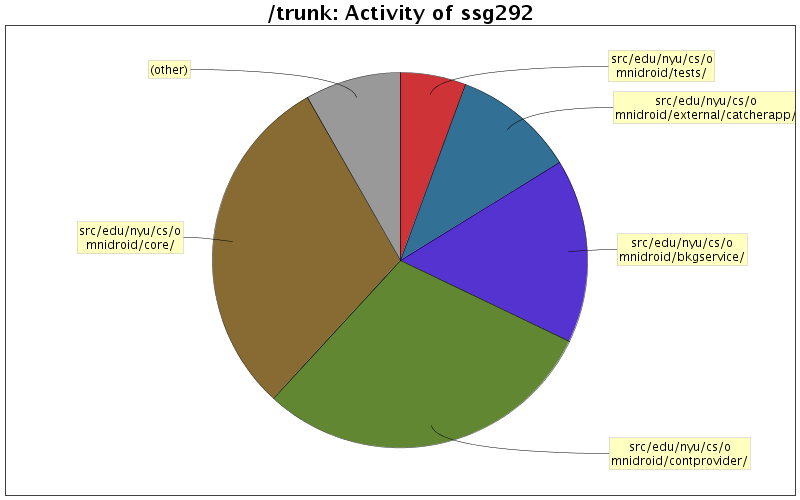 /trunk: Activity of ssg292
(other)
src/edu/nyu/cs/o
mnidroid/tests/
src/edu/nyu/cs/o
mnidroid/external/catcherapp/
src/edu/nyu/cs/o
mnidroid/core/
src/edu/nyu/cs/o
mnidroid/bkgservice/
src/edu/nyu/cs/o
mnidroid/contprovider/